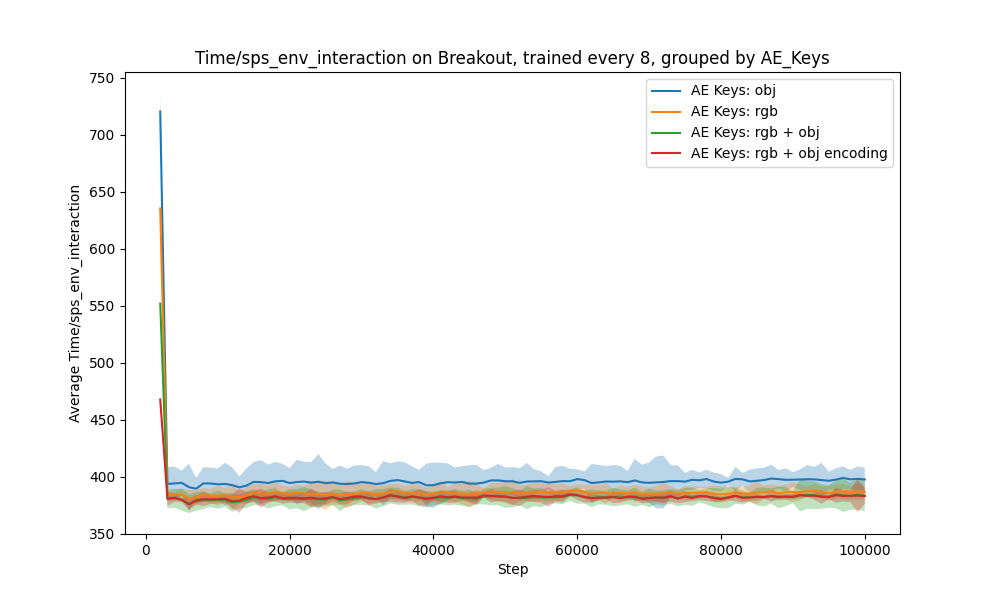 Time/sps_env_interaction on Breakout, trained every 8, grouped by AE_Keys
Average Time/sps_env_interaction
750
700
650
600
550
500
450
400
350
AE Keys: obj
AE Keys: rgb
AE Keys: rgb + obj
AE Keys: rgb + obj encoding
0
20000
40000
60000
80000
100000
Step